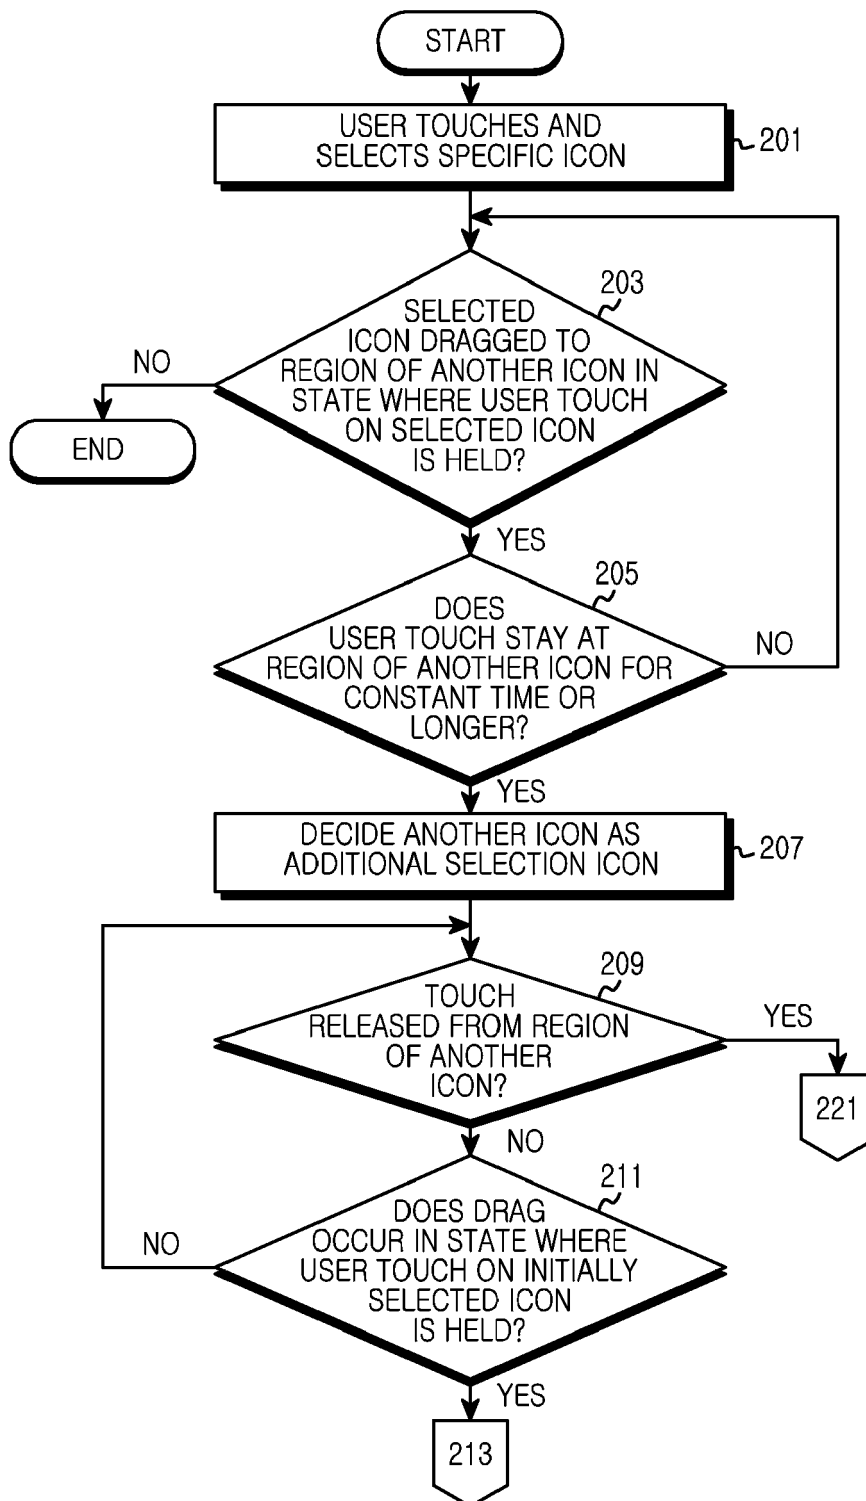 START
USER TOUCHES AND
SELECTS SPECIFIC ICON
201
203
SELECTED
ICON DRAGGED TO
REGION OF ANOTHER ICON IN
STATE WHERE USER TOUCH
ON SELECTED ICON
IS HELD?
NO
END
YES
205
DOES
USER TOUCH STAY AT
REGION OF ANOTHER ICON FOR
CONSTANT TIME OR
LONGER?
NO
YES
DECIDE ANOTHER ICON AS
ADDITIONAL SELECTION ICON
207
209
TOUCH
RELEASED FROM REGION
OF ANOTHER
ICON?
YES
221
NO
211
DOES DRAG
OCCUR IN STATE WHERE
USER TOUCH ON INITIALLY
SELECTED ICON
IS HELD?
NO
YES
213